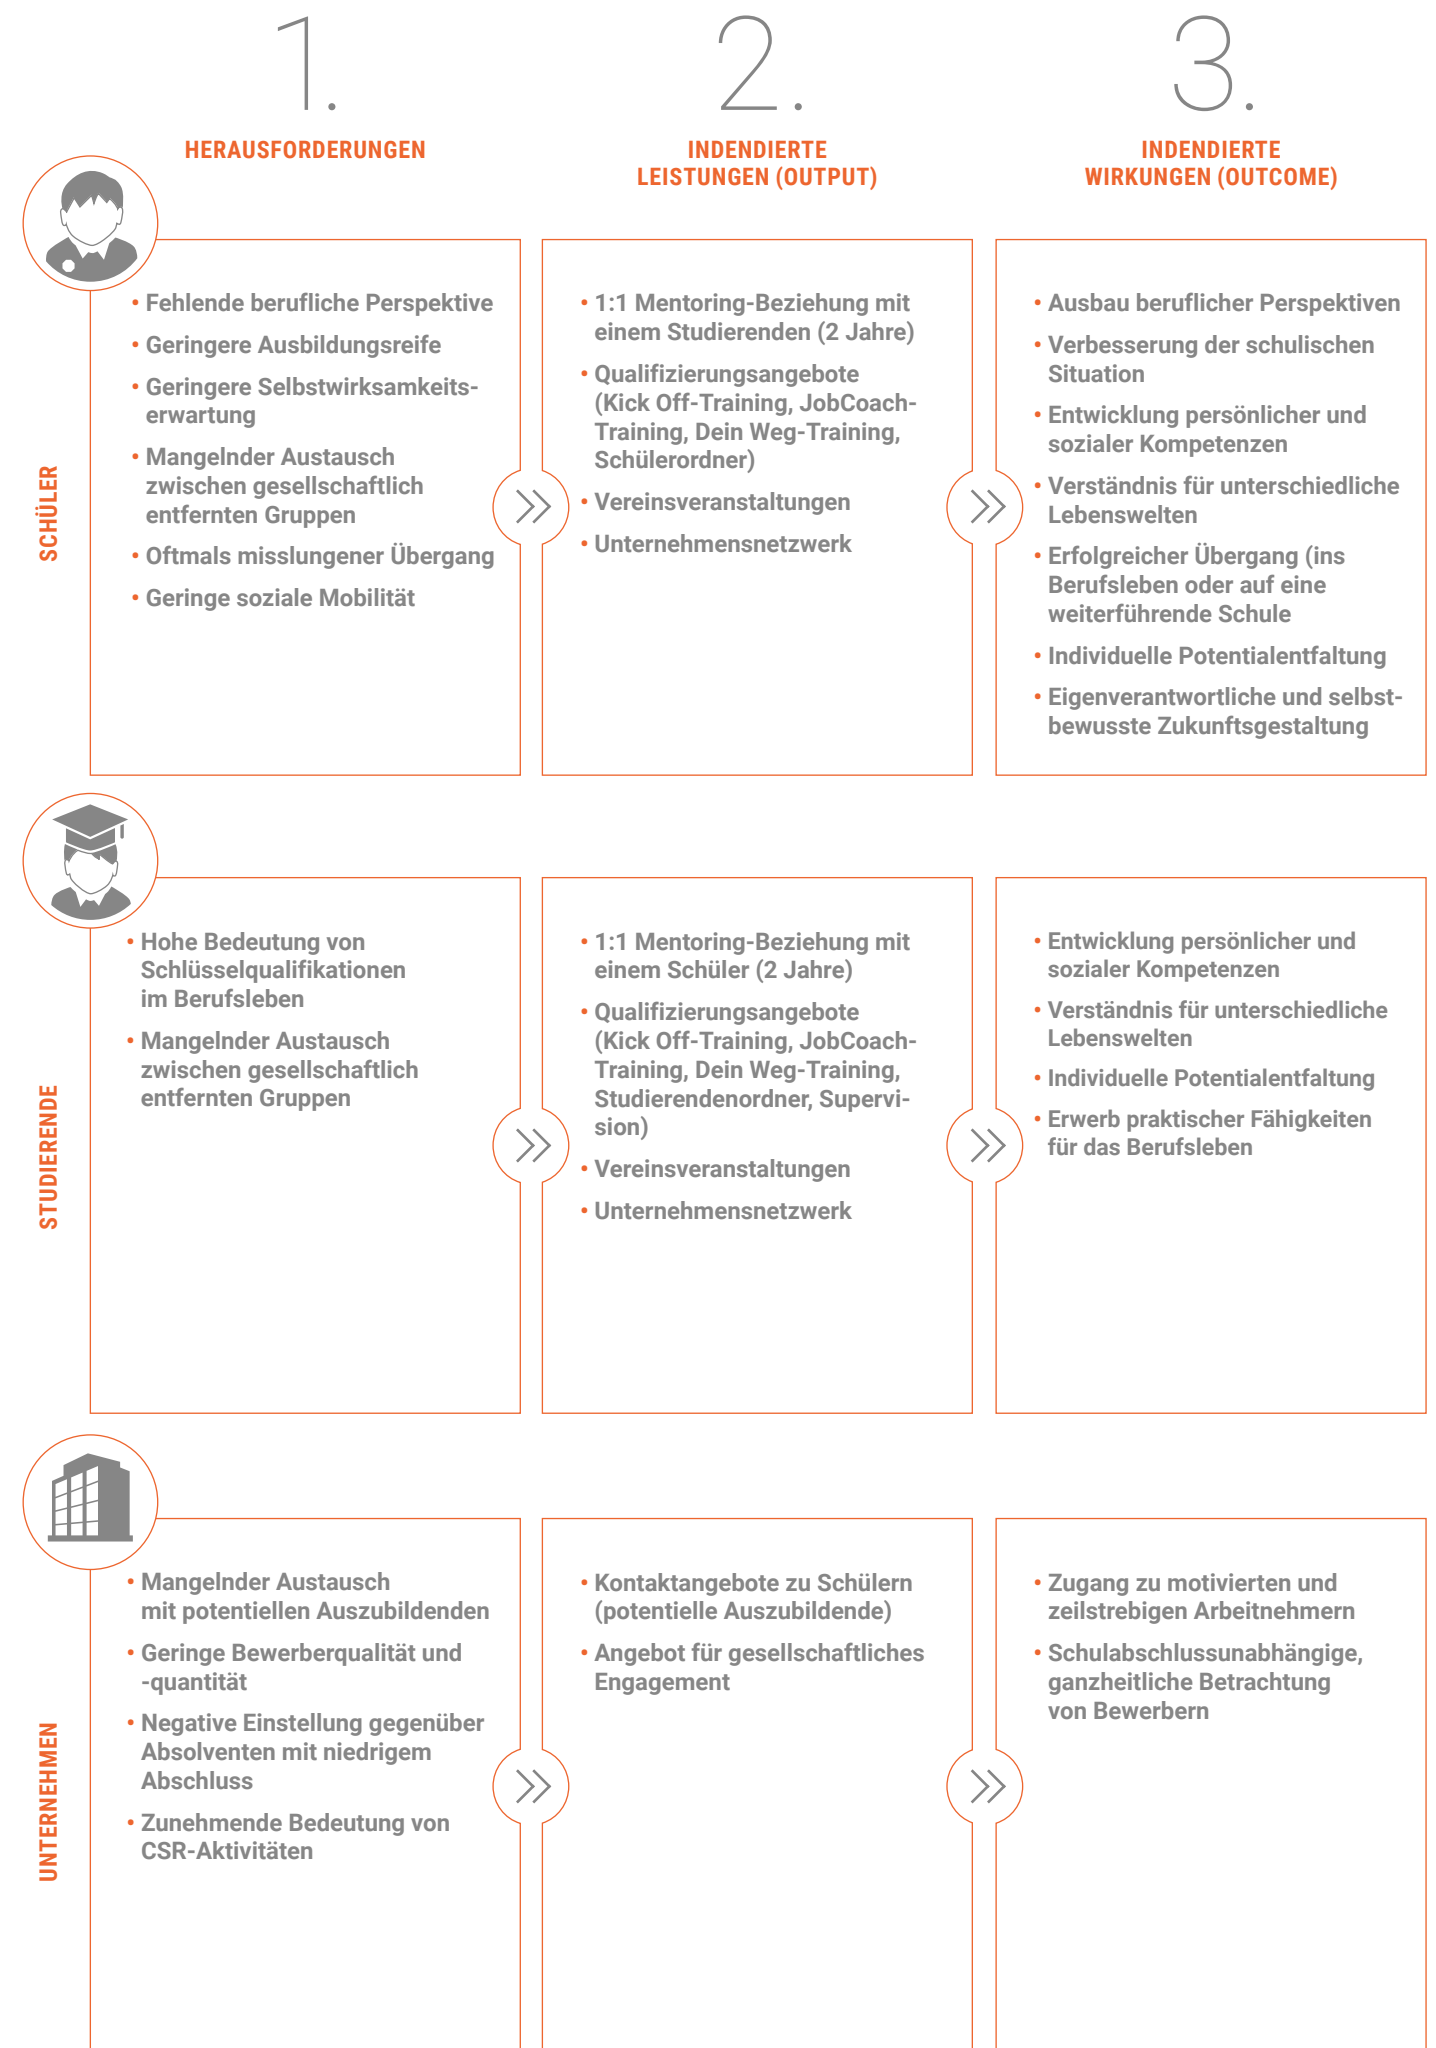 1.
HERAUSFORDERUNGEN
2.
INDENDIERTE
LEISTUNGEN (OUTPUT)
3.
INDENDIERTE
WIRKUNGEN (OUTCOME)
SCHÜLER
• Fehlende berufliche Perspektive
• Geringere Ausbildungsreife
• Geringere Selbstwirksamkeits-
erwartung
• Mangelnder Austausch
zwischen gesellschaftlich
entfernten Gruppen
• Oftmals misslungener Übergang
• Geringe soziale Mobilität
• 1:1 Mentoring-Beziehung mit
einem Studierenden (2 Jahre)
• Qualifizierungsangebote
(Kick Off-Training, JobCoach-
Training, Dein Weg-Training,
Schülerordner)
• Vereinsveranstaltungen
• Unternehmensnetzwerk
• Ausbau beruflicher Perspektiven
• Verbesserung der schulischen
Situation
• Entwicklung persönlicher und
sozialer Kompetenzen
• Verständnis für unterschiedliche
Lebenswelten
• Erfolgreicher Übergang (ins
Berufsleben oder auf eine
weiterführende Schule
• Individuelle Potentialentfaltung
• Eigenverantwortliche und selbst-
bewusste Zukunftsgestaltung
STUDIERENDE
• Hohe Bedeutung von
Schlüsselqualifikationen
im Berufsleben
• Mangelnder Austausch
zwischen gesellschaftlich
entfernten Gruppen
• 1:1 Mentoring-Beziehung mit
einem Schüler (2 Jahre)
• Qualifizierungsangebote
(Kick Off-Training, JobCoach-
Training, Dein Weg-Training,
Studierendenordner, Supervi-
sion)
• Vereinsveranstaltungen
• Unternehmensnetzwerk
• Entwicklung persönlicher und
sozialer Kompetenzen
• Verständnis für unterschiedliche
Lebenswelten
• Individuelle Potentialentfaltung
• Erwerb praktischer Fähigkeiten
für das Berufsleben
UNTERNEHMEN
• Mangelnder Austausch
mit potentiellen Auszubildenden
• Geringe Bewerberqualität und
-quantität
• Negative Einstellung gegenüber
Absolventen mit niedrigem
Abschluss
• Zunehmende Bedeutung von
CSR-Aktivitäten
• Kontaktangebote zu Schülern
(potentielle Auszubildende)
• Angebot für gesellschaftliches
Engagement
• Zugang zu motivierten und
zeilstrebigen Arbeitnehmern
• Schulabschlussunabhängige,
ganzheitliche Betrachtung
von Bewerbern